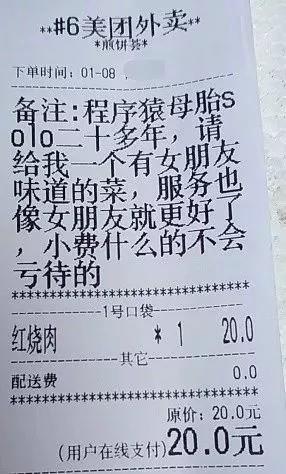 **#6美团外卖**
*煎饼荟*
下单时间：01-08
备注:程序猿母胎S
olo二十多年，请
给我一个有女朋友
味道的菜，服务也
像女朋友就更好了
，小费什么的不会
亏待的
1号口袋
红烧肉 * 1 20.0
其它
配送费 0.0
原价：20.0元
(用户在线支付)20.0元